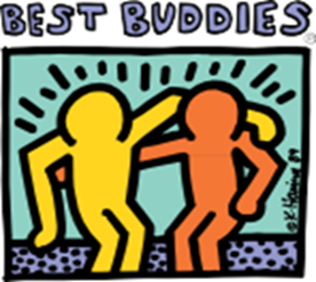 BEST BUDDIES®
©K. Haring 89